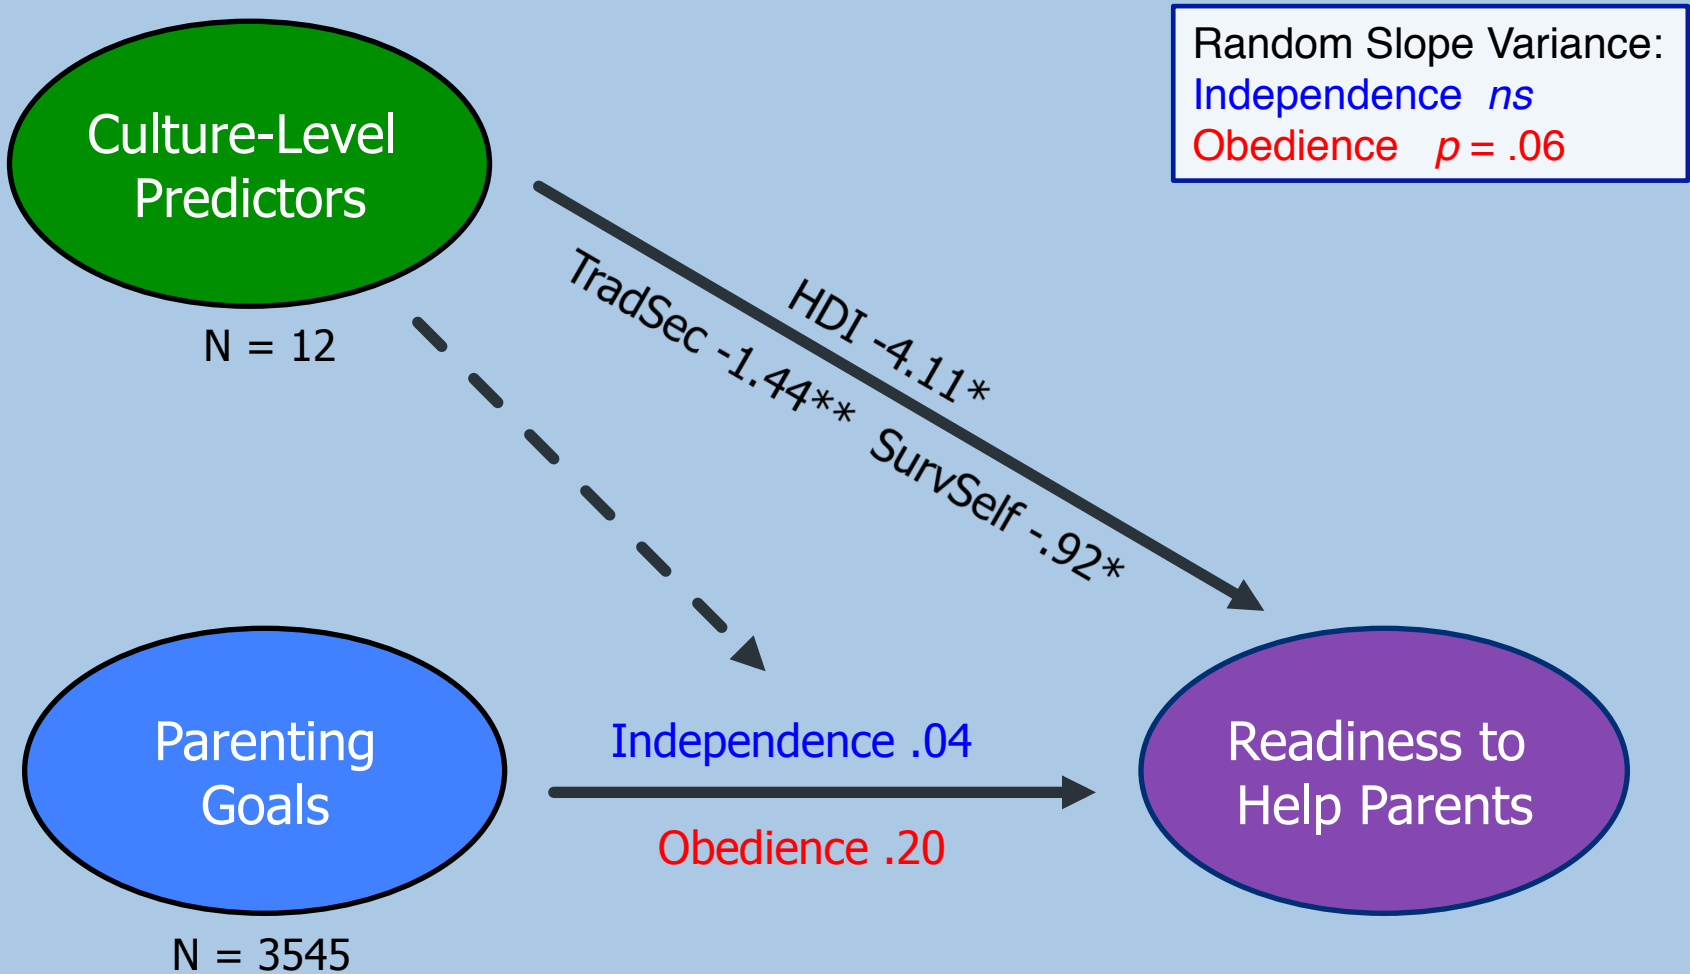 Random Slope Variance:
Independence ns
Obedience p = .06
Culture-Level
Predictors
N = 12
HDI -4.11*
TradSec -1.44** SurvSelf -.92*
Parenting
Goals
N = 3545
Independence .04
Obedience .20
Readiness to
Help Parents